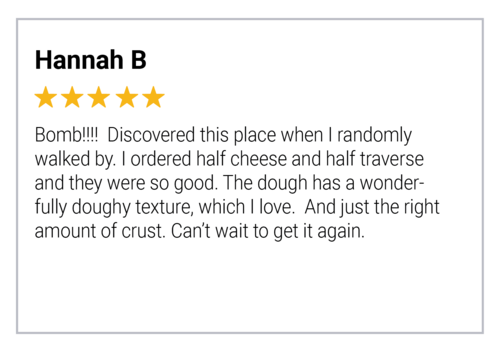 Hannah B
Bomb!!!!  Discovered this place when I randomly
walked by. I ordered half cheese and half traverse
and they were so good. The dough has a wonder-
fully doughy texture, which I love.  And just the right
amount of crust. Can’t wait to get it again.